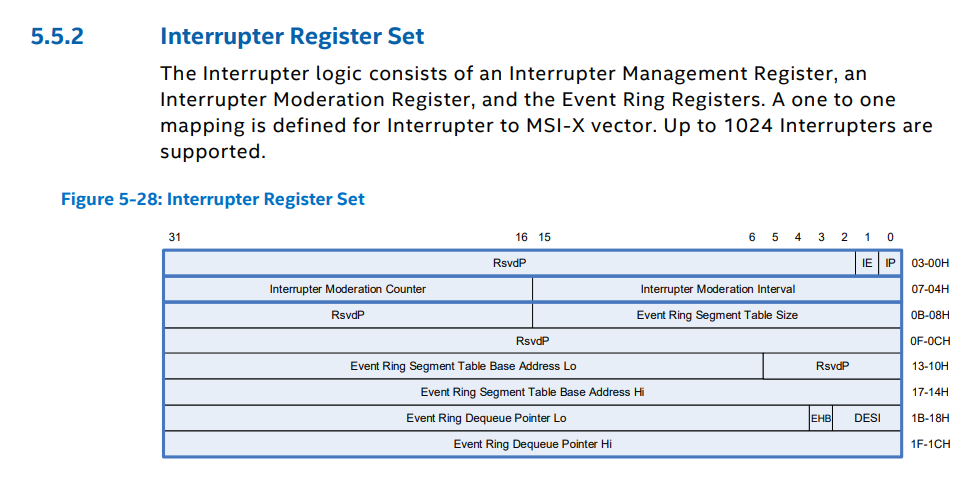 5.5.2 Interrupter Register Set
The Interrupter logic consists of an Interrupter Management Register, an
Interrupter Moderation Register, and the Event Ring Registers. A one to one
mapping is defined for Interrupter to MSI-X vector. Up to 1024 Interrupters are
supported.
Figure 5-28: Interrupter Register Set
31 16 15 6 5 4 3 2 1 0
RsvdP IE IP 03-00H
Interrupter Moderation Counter Interrupter Moderation Interval 07-04H
RsvdP Event Ring Segment Table Size 0B-08H
RsvdP 0F-0CH
Event Ring Segment Table Base Address Lo RsvdP 13-10H
Event Ring Segment Table Base Address Hi 17-14H
Event Ring Dequeue Pointer Lo EHB DESI 1B-18H
Event Ring Dequeue Pointer Hi 1F-1CH